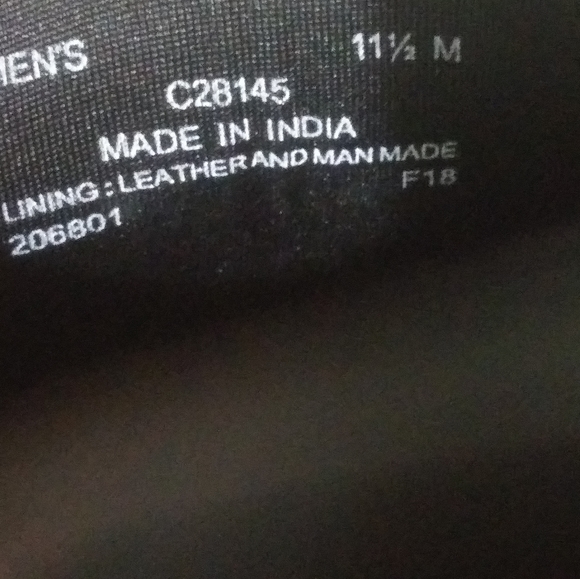 MEN'S 11½ M
C28145
MADE IN INDIA
LINING: LEATHER AND MAN MADE
206801 F18